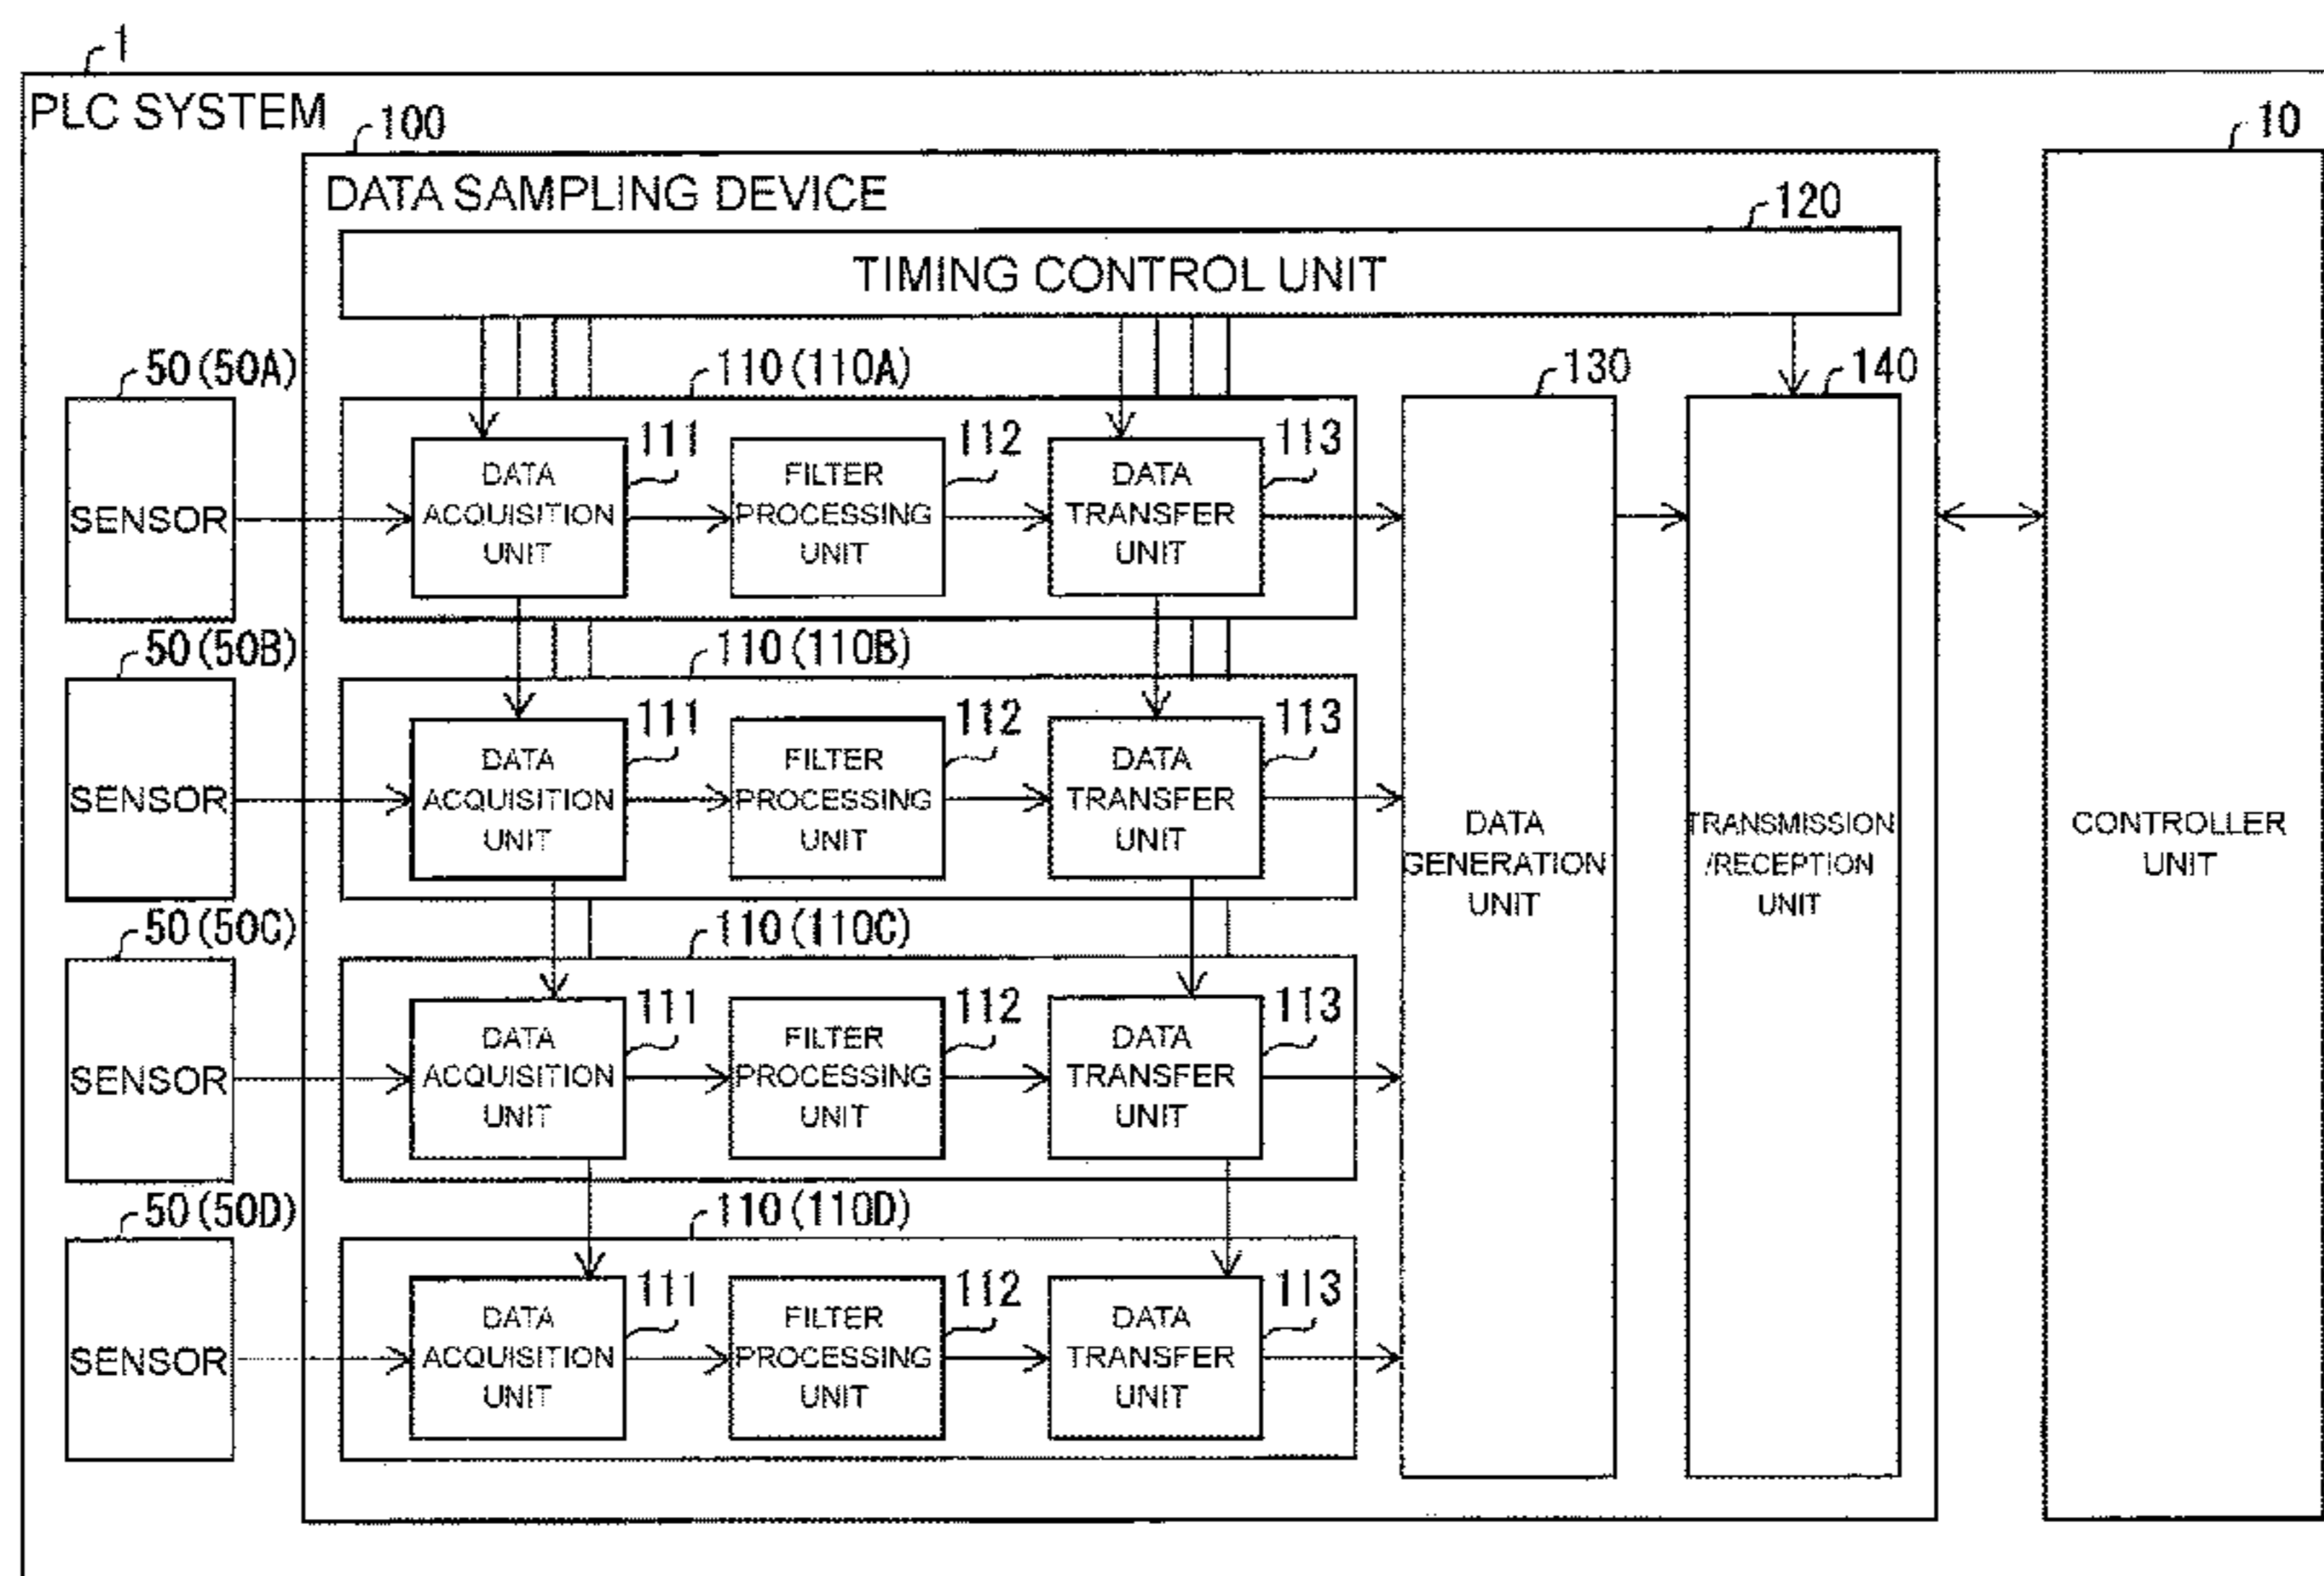 1
PLC SYSTEM
100
10
DATA SAMPLING DEVICE
120
TIMING CONTROL UNIT
50(50A)
110(110A)
130
140
SENSOR
DATA
ACQUISITION
UNIT
111
FILTER
PROCESSING
UNIT
112
DATA
TRANSFER
UNIT
113
50(50B)
110(110B)
SENSOR
DATA
ACQUISITION
UNIT
111
FILTER
PROCESSING
UNIT
112
DATA
TRANSFER
UNIT
113
DATA
GENERATION
UNIT
TRANSMISSION
/RECEPTION
UNIT
CONTROLLER
UNIT
50(50C)
110(110C)
SENSOR
DATA
ACQUISITION
UNIT
111
FILTER
PROCESSING
UNIT
112
DATA
TRANSFER
UNIT
113
50(50D)
110(110D)
SENSOR
DATA
ACQUISITION
UNIT
111
FILTER
PROCESSING
UNIT
112
DATA
TRANSFER
UNIT
113